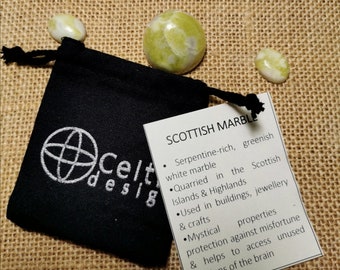 Celt
desig
SCOTTISH MARBLE
• Serpentine-rich, greenish
white marble
• Quarried in the Scottish
Islands & Highlands
• Used in buildings, jewellery
& crafts
• Mystical properties -
protection against misfortune
& helps to access unused
of the brain